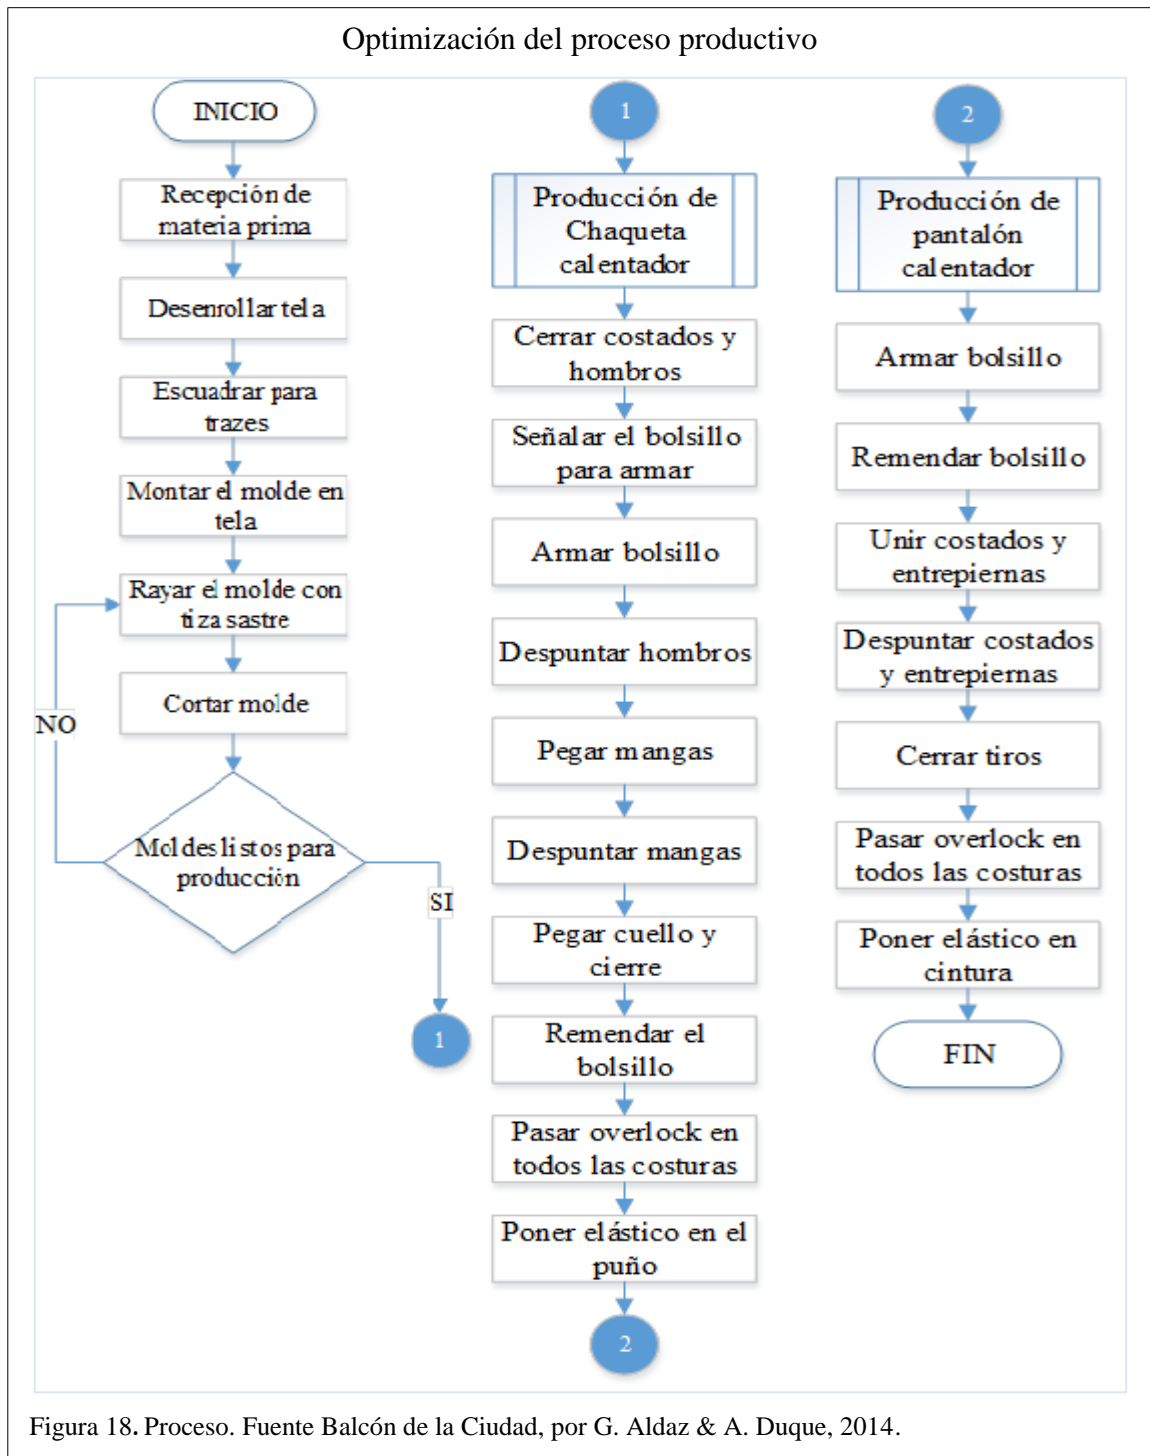 Optimización del proceso productivo
INICIO
Recepción de
materia prima
Desenrollar tela
Escuadrar para
trazes
Montar el molde en
tela
Rayar el molde con
tiza sastre
Cortar molde
NO
Moldes listos para
producción
SI
1
1
Producción de
Chaqueta
calentador
Cerrar costados y
hombros
Señalar el bolsillo
para armar
Armar bolsillo
Despuntar hombros
Pegar mangas
Despuntar mangas
Pegar cuello y
cierre
Remendar el
bolsillo
Pasar overlock en
todos las costuras
Poner elástico en el
puño
2
2
Producción de
pantalón
calentador
Armar bolsillo
Remendar bolsillo
Unir costados y
entrepiernas
Despuntar costados
y entrepiernas
Cerrar tiros
Pasar overlock en
todos las costuras
Poner elástico en
cintura
FIN
Figura 18. Proceso. Fuente Balcón de la Ciudad, por G. Aldaz & A. Duque, 2014.